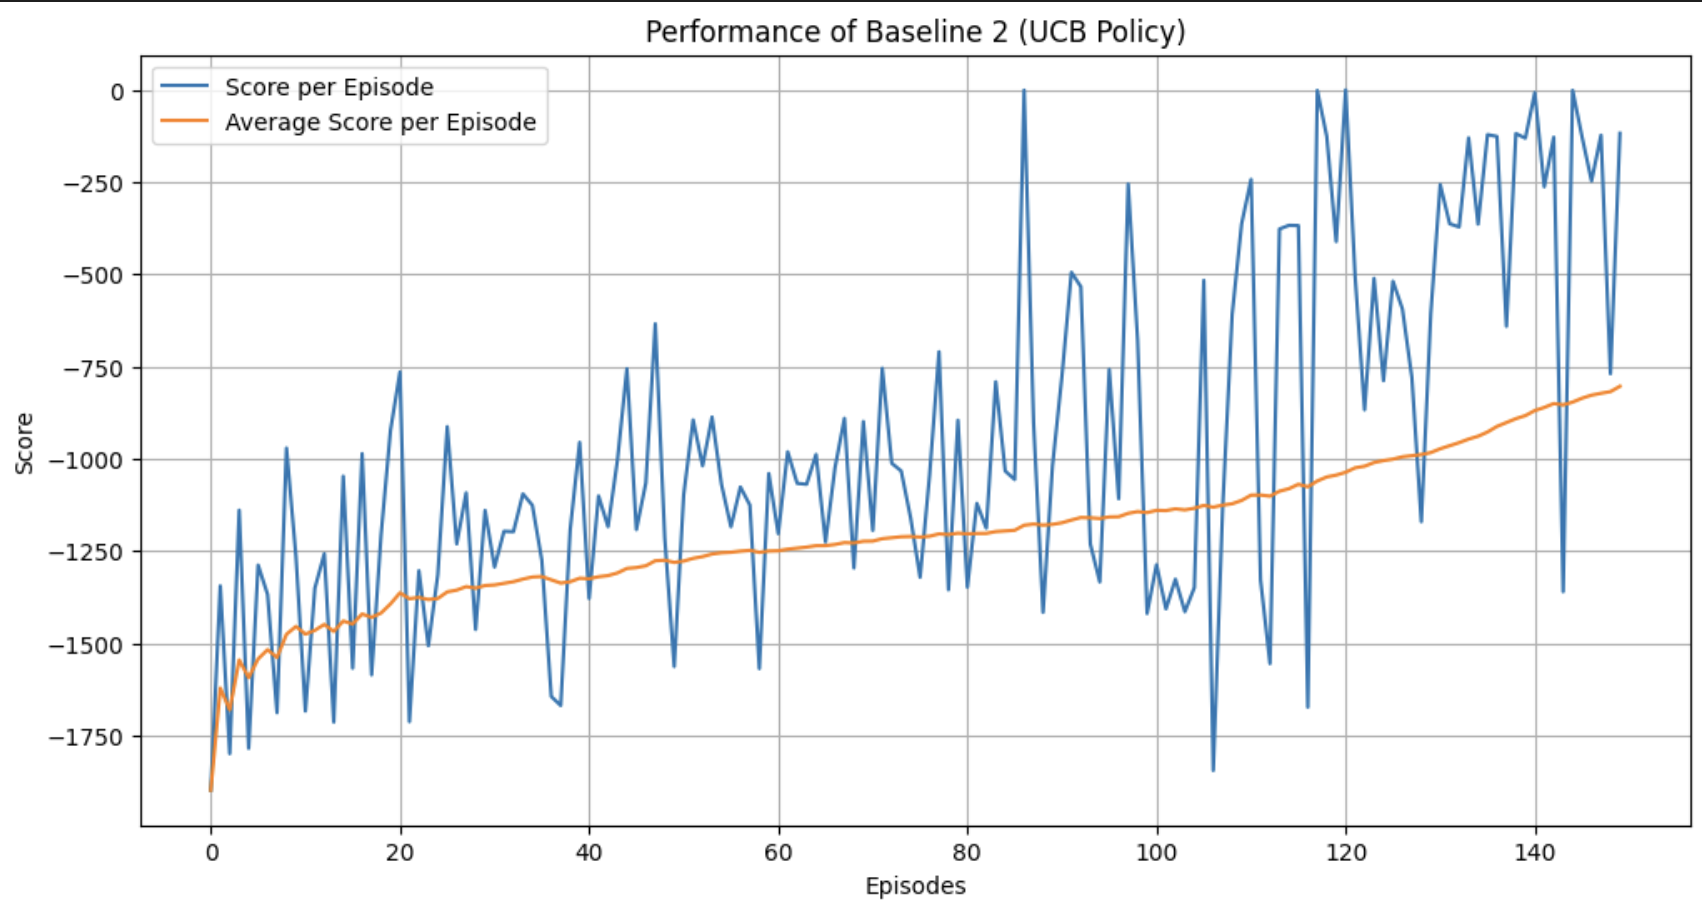 Performance of Baseline 2 (UCB Policy)
Score per Episode
Average Score per Episode
0
−250
−500
−750
−1000
−1250
−1500
−1750
Score
0 20 40 60 80 100 120 140
Episodes